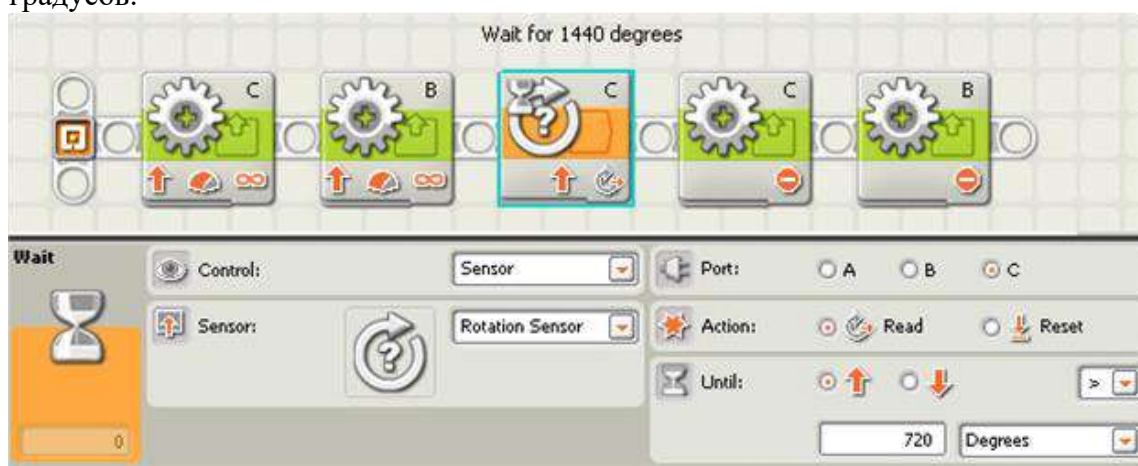 градусов.
Wait for 1440 degrees
C B C C B
Wait
Control: Sensor
Port: A B C
Sensor: Rotation Sensor
Action: Read Reset
Until: >
720 Degrees
0